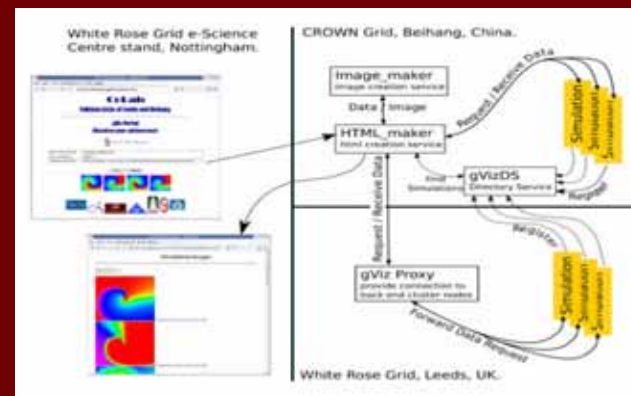 White Rose Grid e-Science
Centre stand, Nottingham.
CROWN Grid, Beihang, China.
Image_maker
image creation service
Data
Image
HTML_maker
html creation service
Request / Receive Data
Simulation
Simulation
Simulation
Find
Simulations
gVizDS
Directory Service
Register
Request / Receive Data
Register
gViz Proxy
provide connection to
back end cluster nodes
Simulation
Simulation
Simulation
Forward Data Request
White Rose Grid, Leeds, UK.